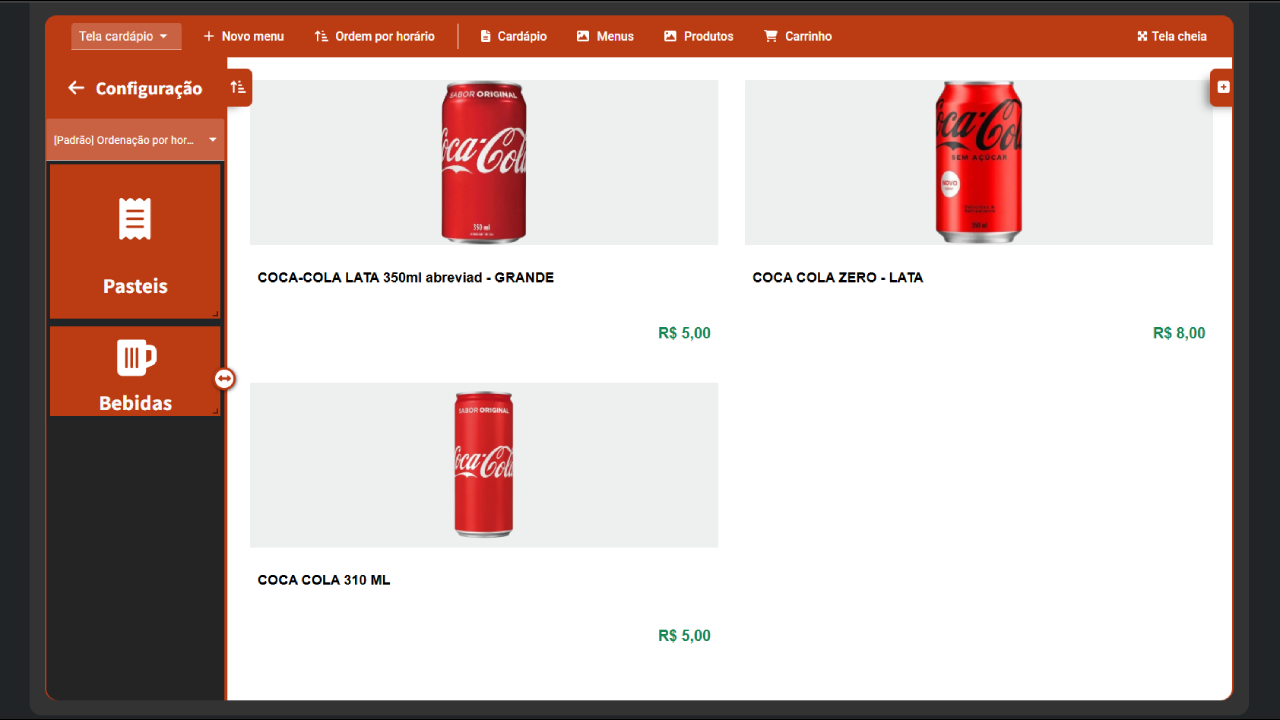 Tela cardápio
Novo menu
Ordem por horário
Cardápio
Menus
Produtos
Carrinho
Tela cheia
Configuração
[Padrão] Ordenação por hor...
Pasteis
Bebidas
SABOR ORIGINAL
Coca-Cola
350 ml
COCA-COLA LATA 350ml abreviad - GRANDE
R$ 5,00
Coca-Cola
SEM AÇÚCAR
NOVO
350 ml
COCA COLA ZERO - LATA
R$ 8,00
SABOR ORIGINAL
Coca-Cola
COCA COLA 310 ML
R$ 5,00